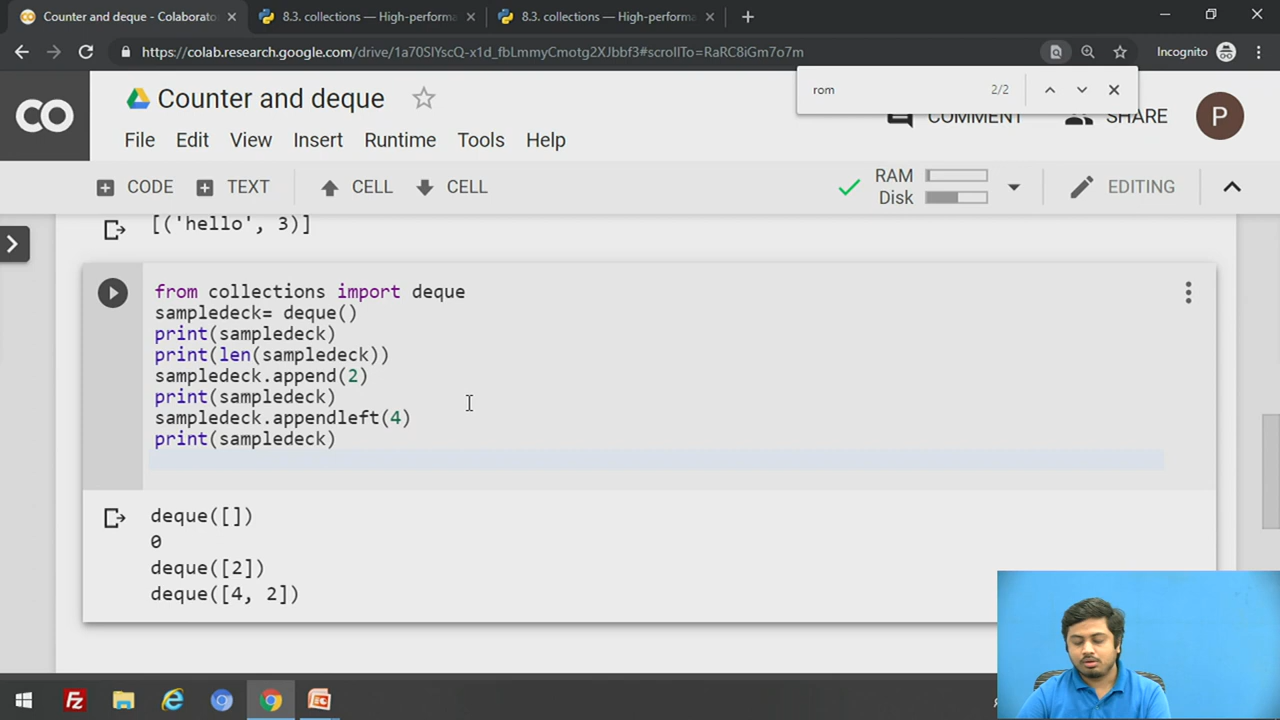 Counter and deque - Colaborato
8.3. collections — High-performa
8.3. collections — High-performa
https://colab.research.google.com/drive/1a70SlYscQ-x1d_fbLmmyCmotg2XJbbf3#scrollTo=RaRC8iGm7o7m
Incognito
rom
2/2
CO
Counter and deque
COMMENT
SHARE
P
File Edit View Insert Runtime Tools Help
CODE TEXT CELL CELL
RAM
Disk
EDITING
[('hello', 3)]
from collections import deque
sampledeck= deque()
print(sampledeck)
print(len(sampledeck))
sampledeck.append(2)
print(sampledeck)
sampledeck.appendleft(4)
print(sampledeck)
deque([])
0
deque([2])
deque([4, 2])